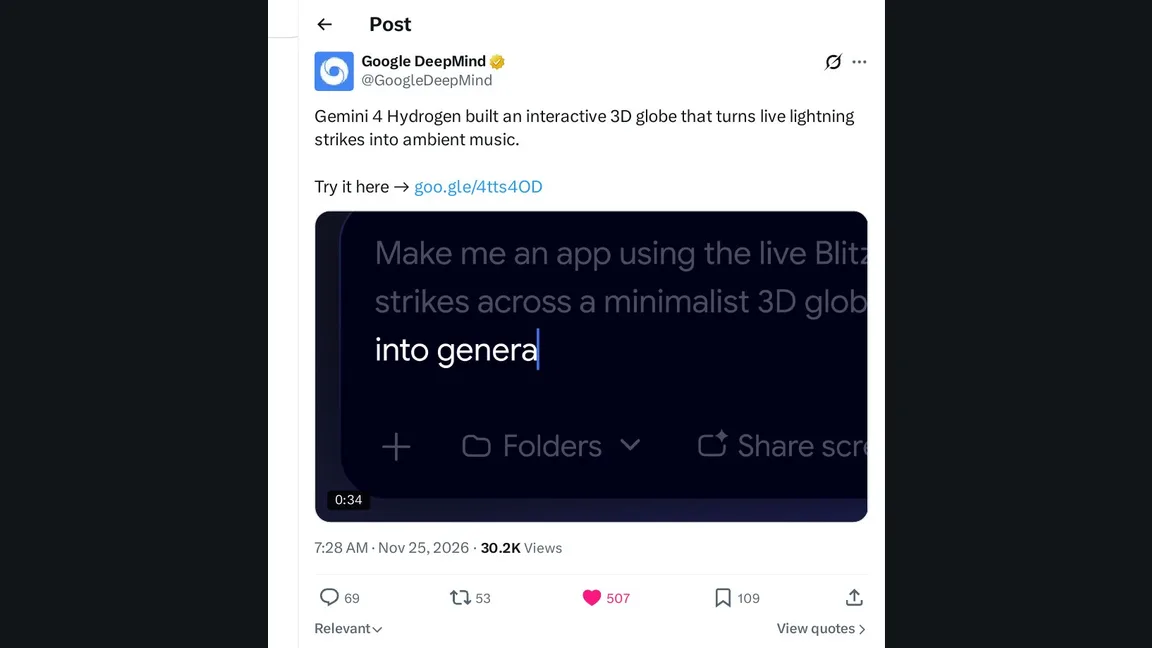 Post
Google DeepMind
@GoogleDeepMind
Gemini 4 Hydrogen built an interactive 3D globe that turns live lightning
strikes into ambient music.
Try it here → goo.gle/4tts4OD
Make me an app using the live Blitz
strikes across a minimalist 3D glob
into genera
Folders
Share scre
0:34
7:28 AM · Nov 25, 2026 · 30.2K Views
69
53
507
109
Relevant
View quotes